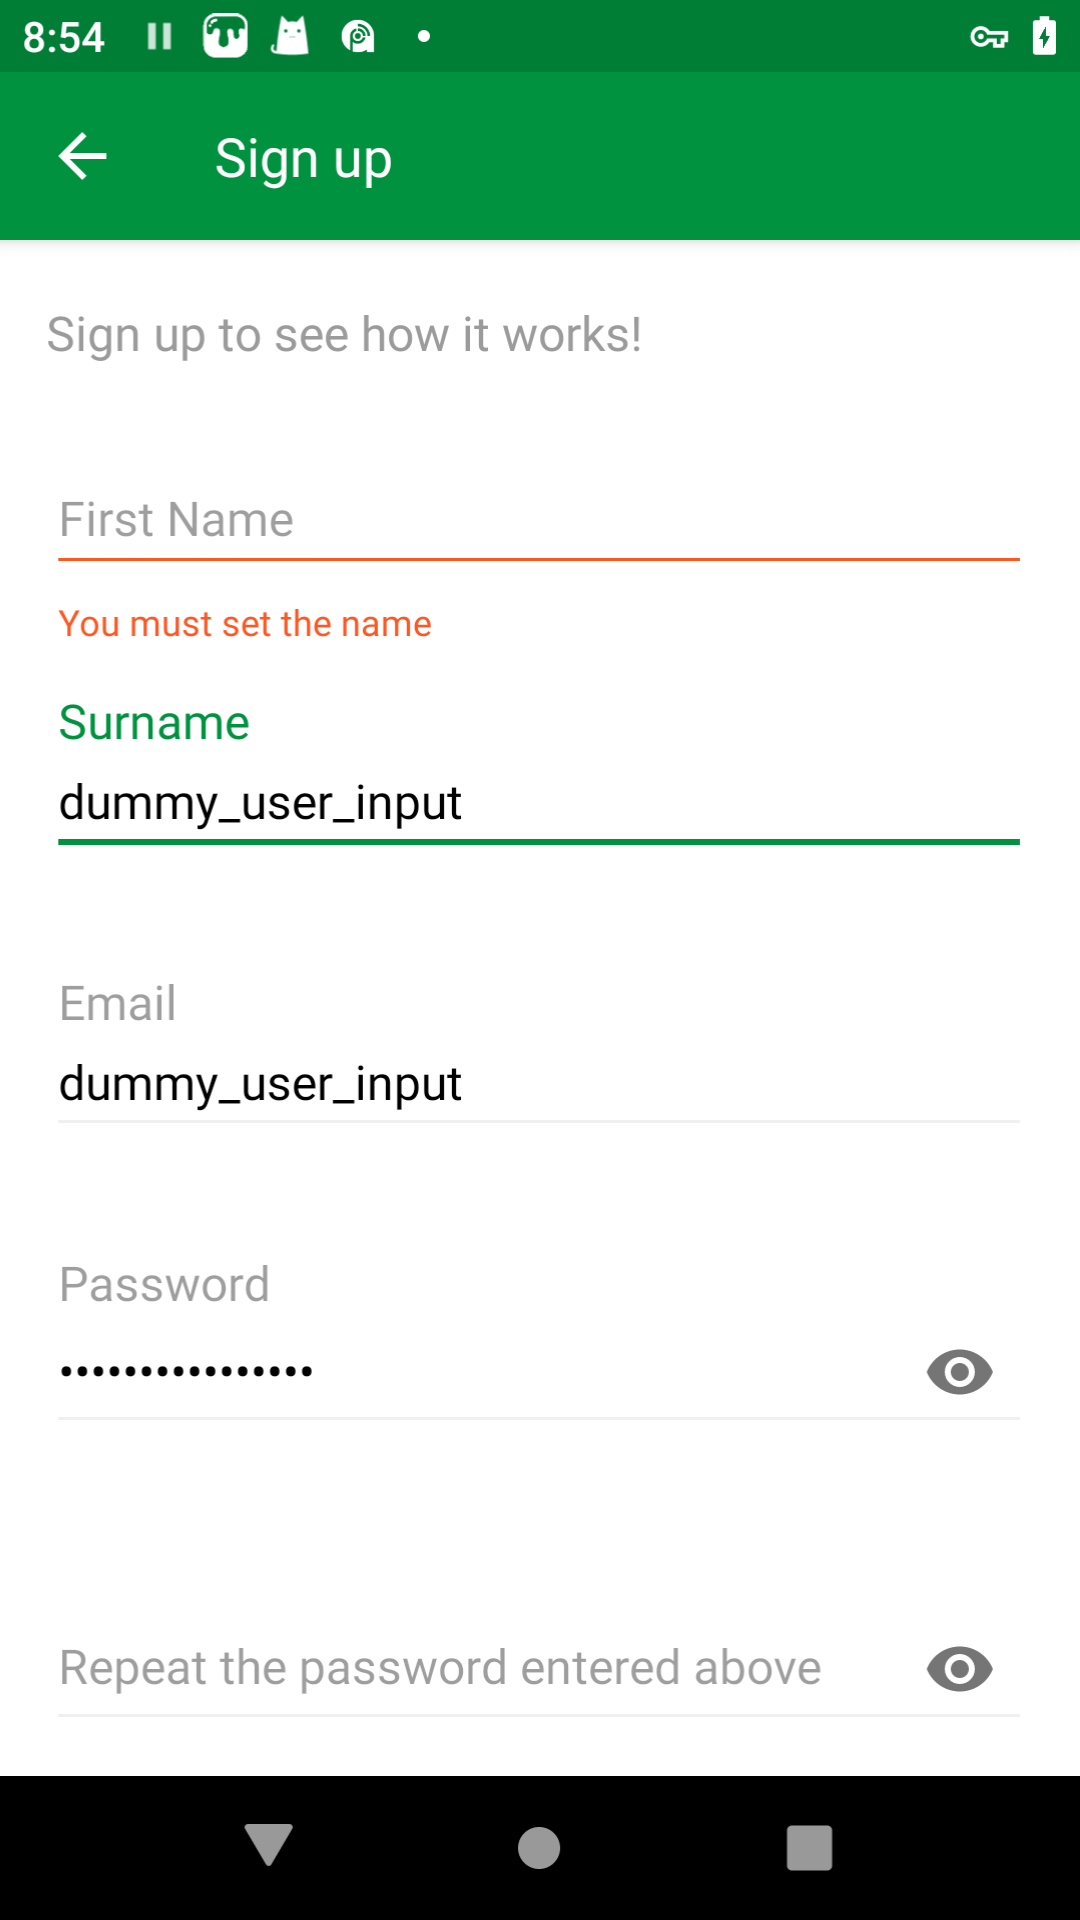 8:54
Sign up
Sign up to see how it works!
First Name
You must set the name
Surname
dummy_user_input
Email
dummy_user_input
Password
••••••••••••••••
Repeat the password entered above